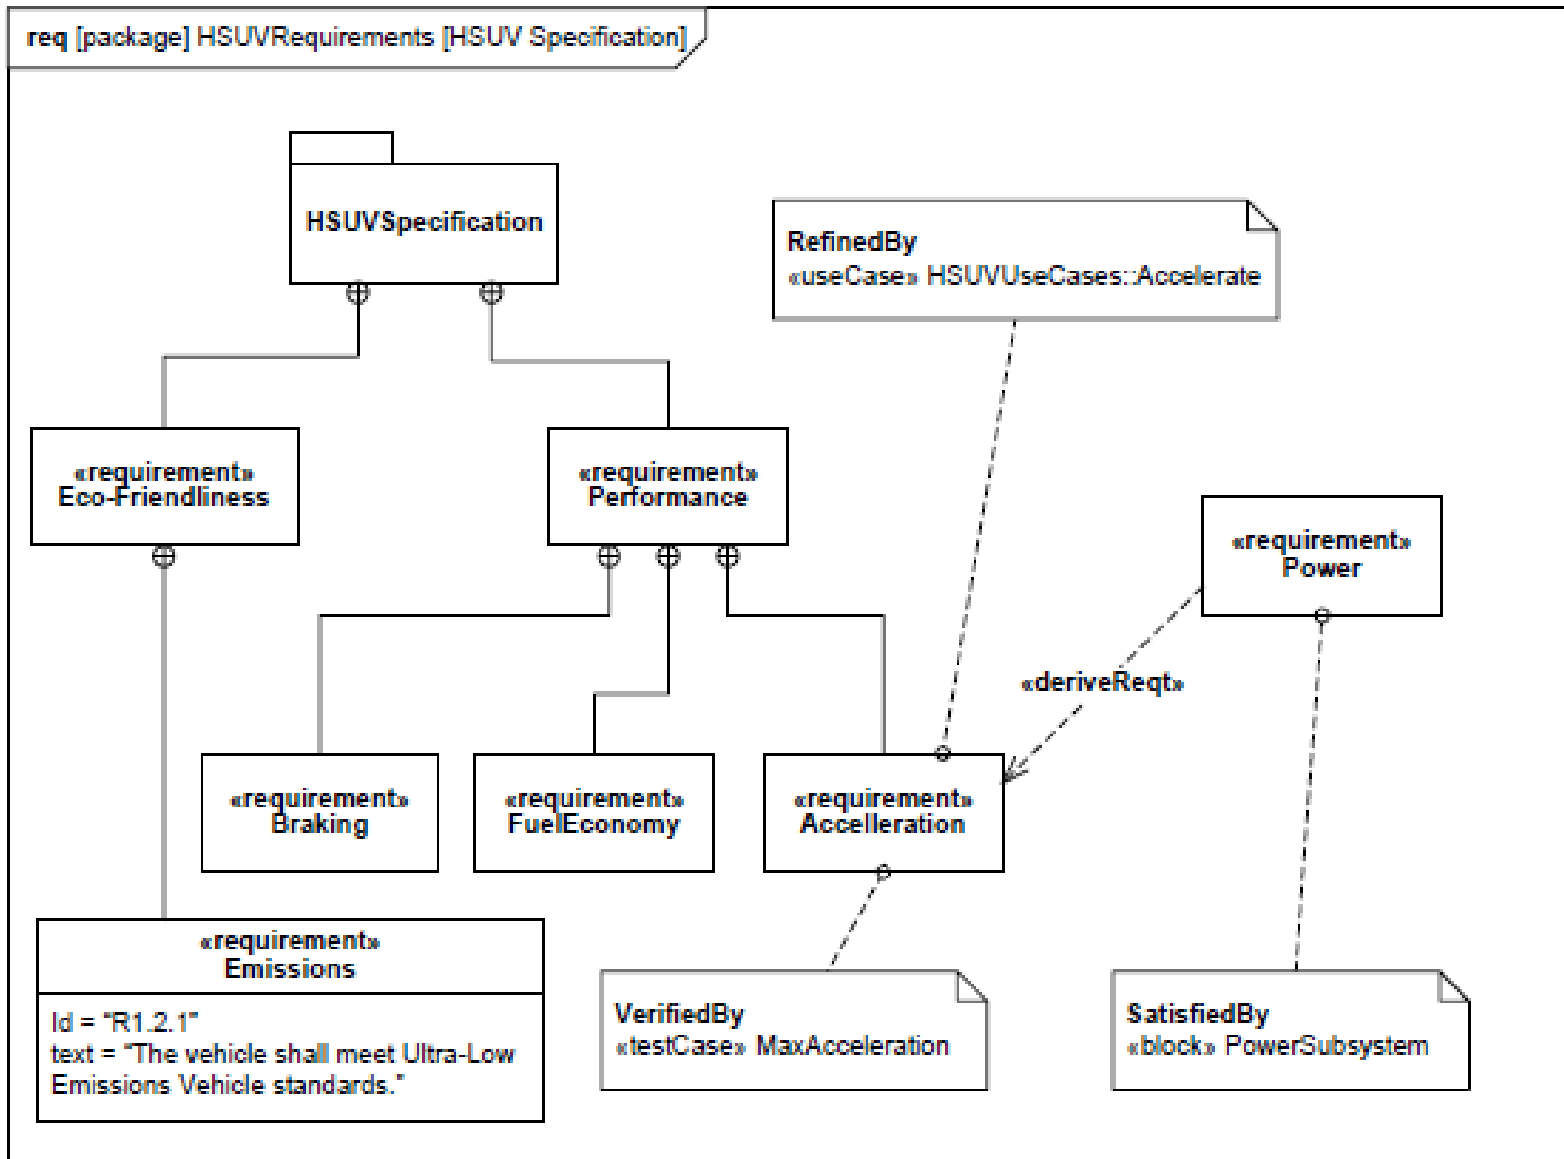 req [package] HSUVRequirements [HSUV Specification]
HSUVSpecification
RefinedBy
«useCase» HSUVUseCases::Accelerate
«requirement»
Eco-Friendliness
«requirement»
Performance
«requirement»
Power
«deriveReqt»
«requirement»
Braking
«requirement»
FuelEconomy
«requirement»
Accelleration
«requirement»
Emissions
Id = "R1.2.1"
text = "The vehicle shall meet Ultra-Low
Emissions Vehicle standards."
VerifiedBy
«testCase» MaxAcceleration
SatisfiedBy
«block» PowerSubsystem